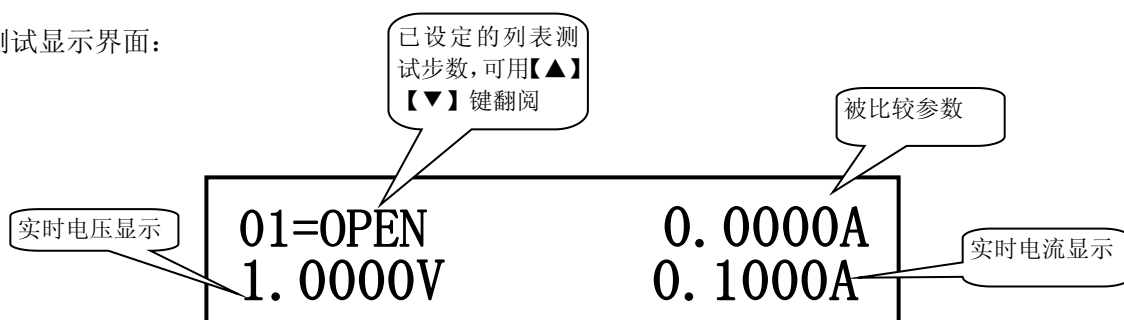 试显示界面：
已设定的列表测
试步数,可用【▲】
【▼】键翻阅
被比较参数
实时电压显示
01=OPEN 0.0000A
1.0000V 0.1000A
实时电流显示